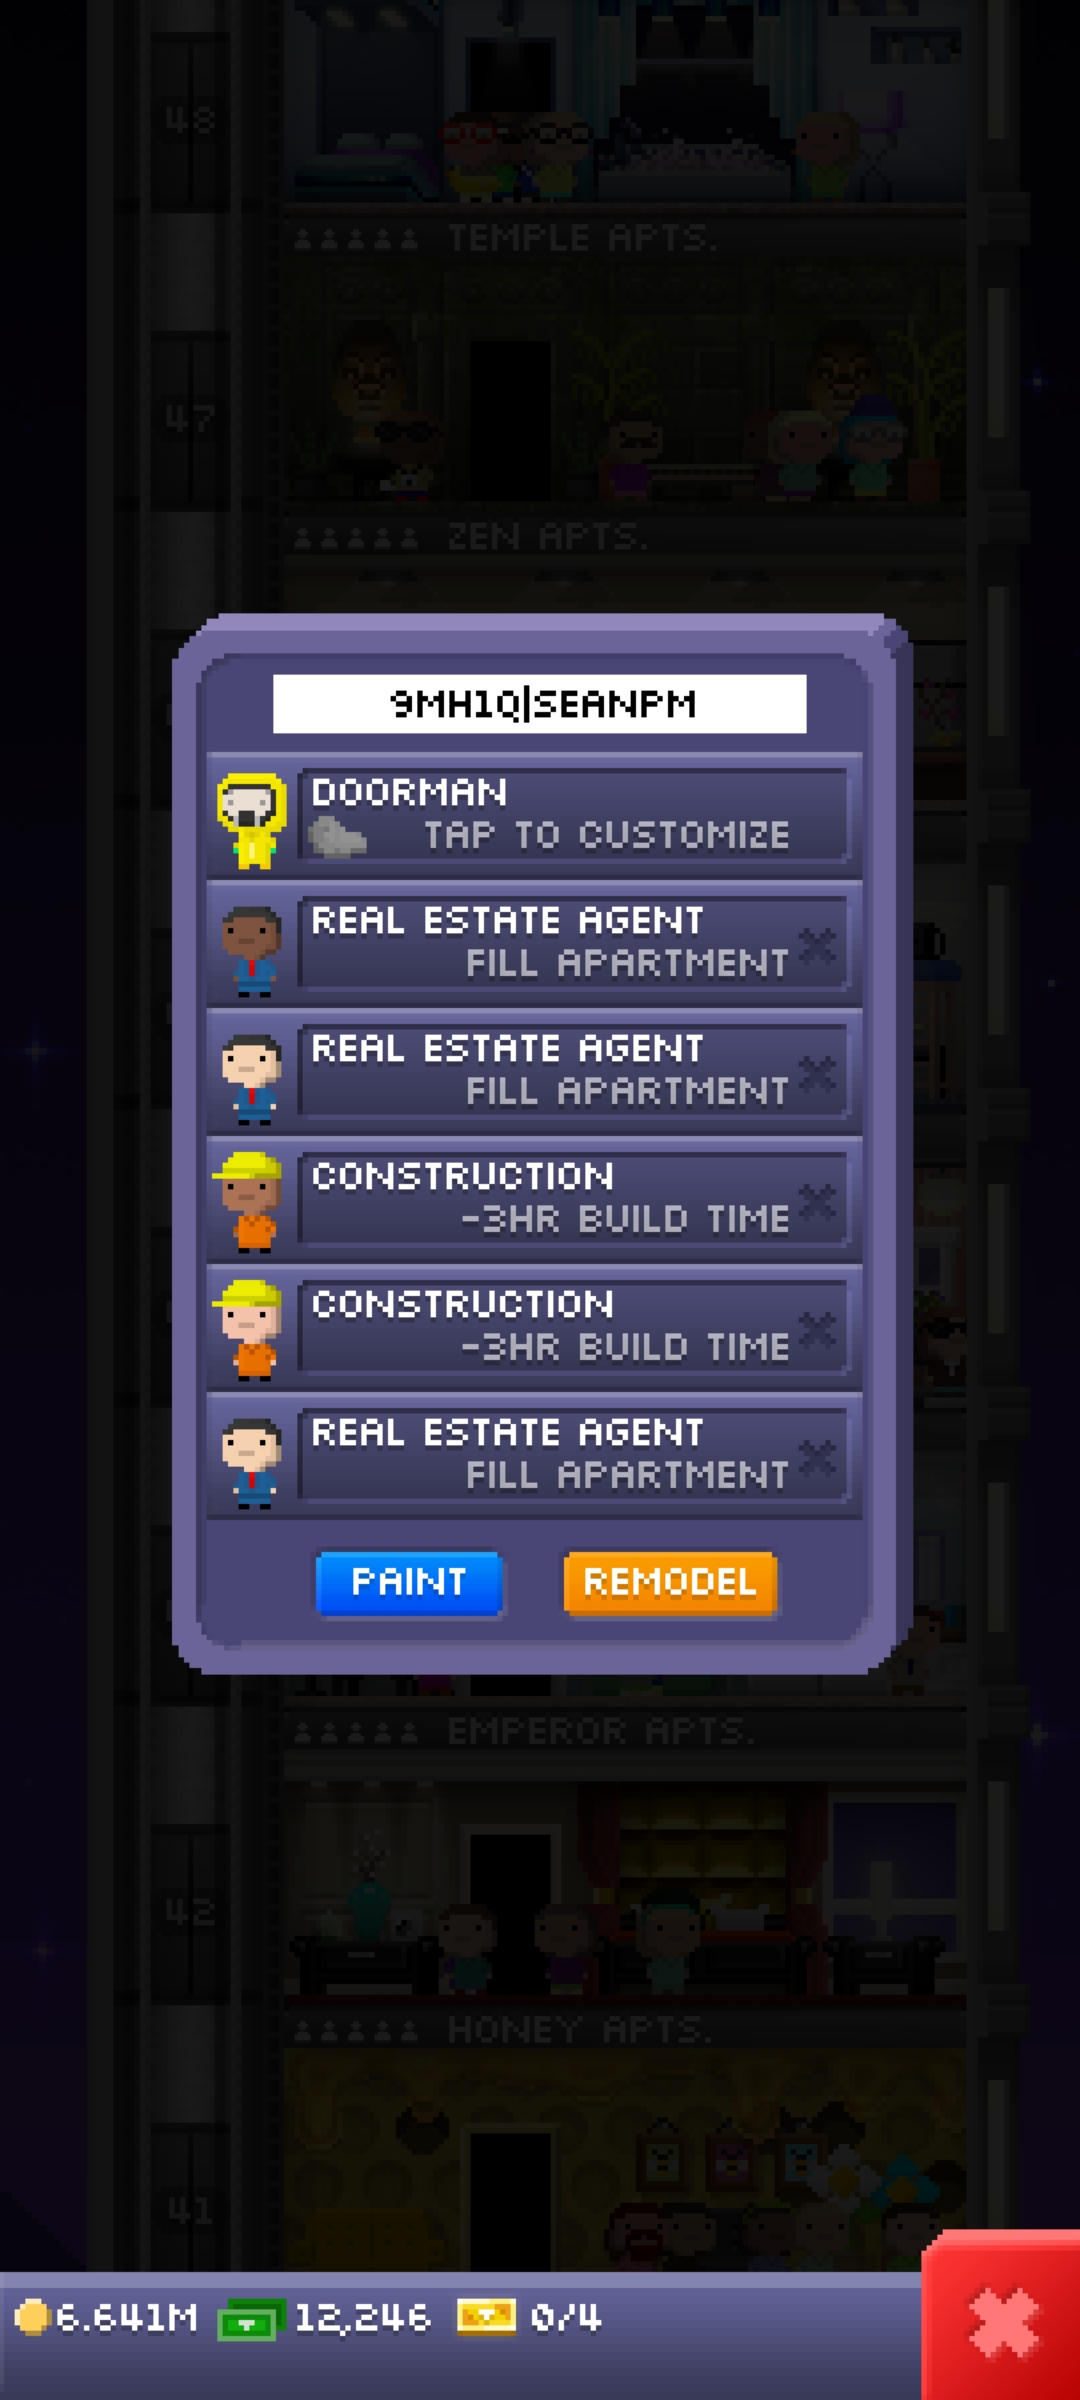 48
TEMPLE APTS.
47
ZEN APTS.
9MH1Q|SEANPM
DOORMAN
TAP TO CUSTOMIZE
REAL ESTATE AGENT
FILL APARTMENT
REAL ESTATE AGENT
FILL APARTMENT
CONSTRUCTION
-3HR BUILD TIME
CONSTRUCTION
-3HR BUILD TIME
REAL ESTATE AGENT
FILL APARTMENT
PAINT REMODEL
EMPEROR APTS.
42
HONEY APTS.
41
6.641M 12,246 0/4